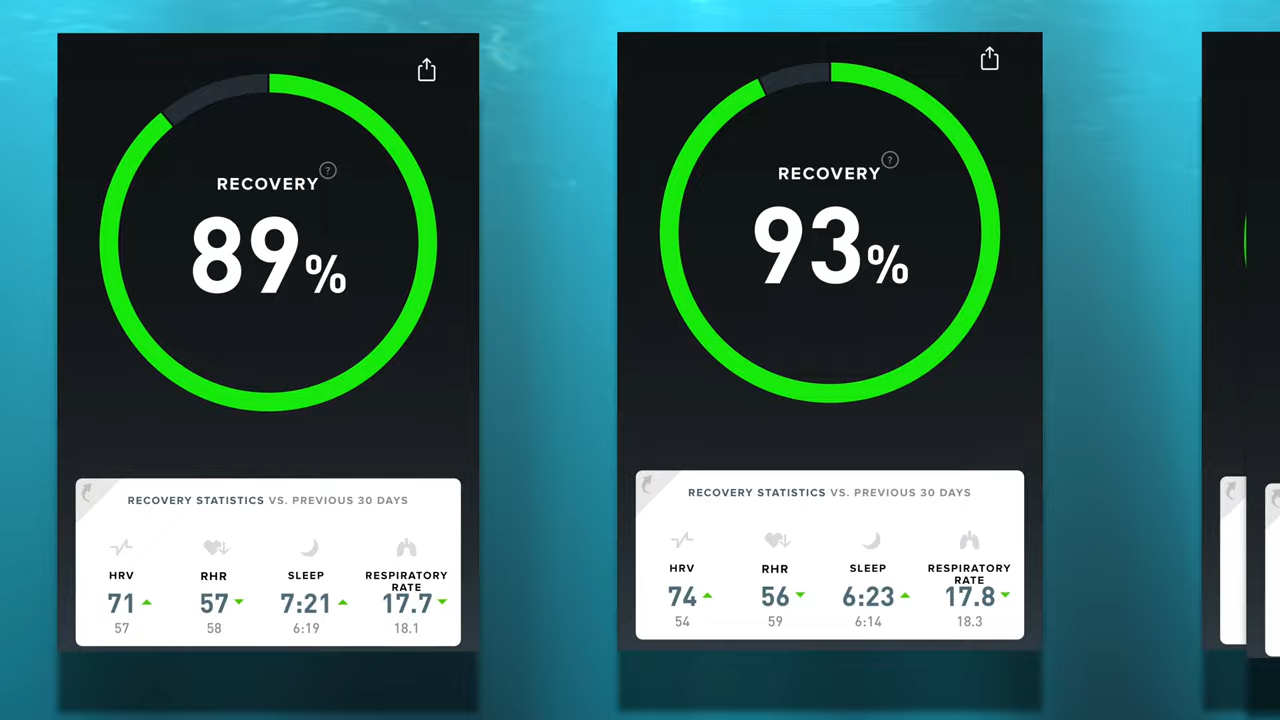 RECOVERY ?
89%
RECOVERY STATISTICS VS. PREVIOUS 30 DAYS
HRV RHR SLEEP RESPIRATORY RATE
71 57 7:21 17.7
57 58 6:19 18.1
RECOVERY ?
93%
RECOVERY STATISTICS VS. PREVIOUS 30 DAYS
HRV RHR SLEEP RESPIRATORY RATE
74 56 6:23 17.8
54 59 6:14 18.3